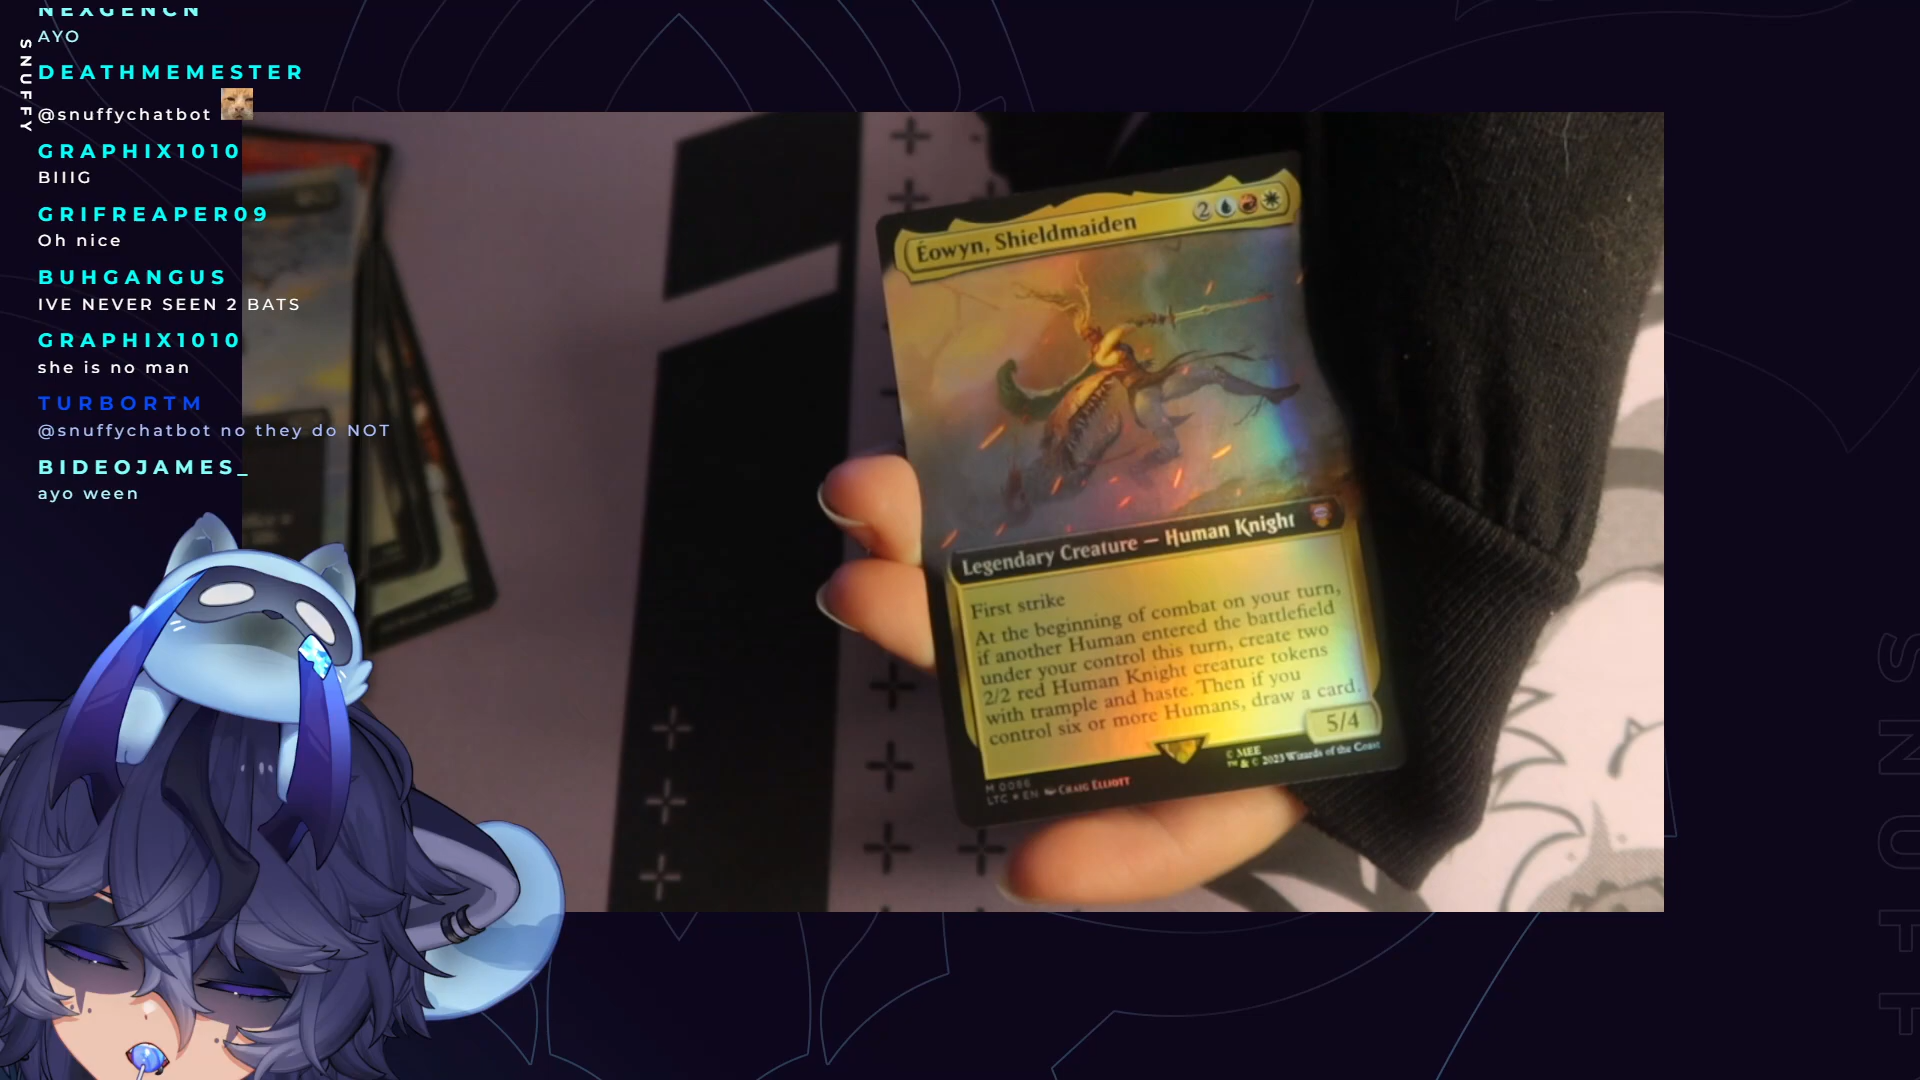 NEXGENCN
AYO
SNUFFY
DEATHMEMESTER
@snuffychatbot
GRAPHIX1010
BIIIG
GRIFREAPER09
Oh nice
BUHGANGUS
IVE NEVER SEEN 2 BATS
GRAPHIX1010
she is no man
TURBORTM
@snuffychatbot no they do NOT
BIDEOJAMES_
ayo ween
Éowyn, Shieldmaiden 2
Legendary Creature — Human Knight
First strike
At the beginning of combat on your turn,
if another Human entered the battlefield
under your control this turn, create two
2/2 red Human Knight creature tokens
with trample and haste. Then if you
control six or more Humans, draw a card.
5/4
M 0086
LTC ★ EN CRAIG ELLIOTT
© MEE
™ & © 2023 Wizards of the Coast
SNUFF